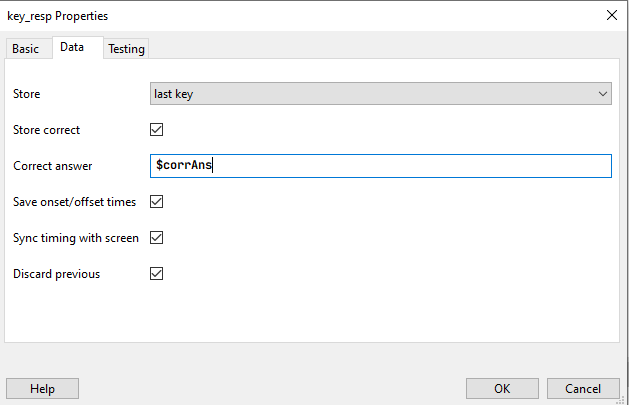 key_resp Properties
Basic Data Testing
Store last key
Store correct
Correct answer $corrAns
Save onset/offset times
Sync timing with screen
Discard previous
Help OK Cancel